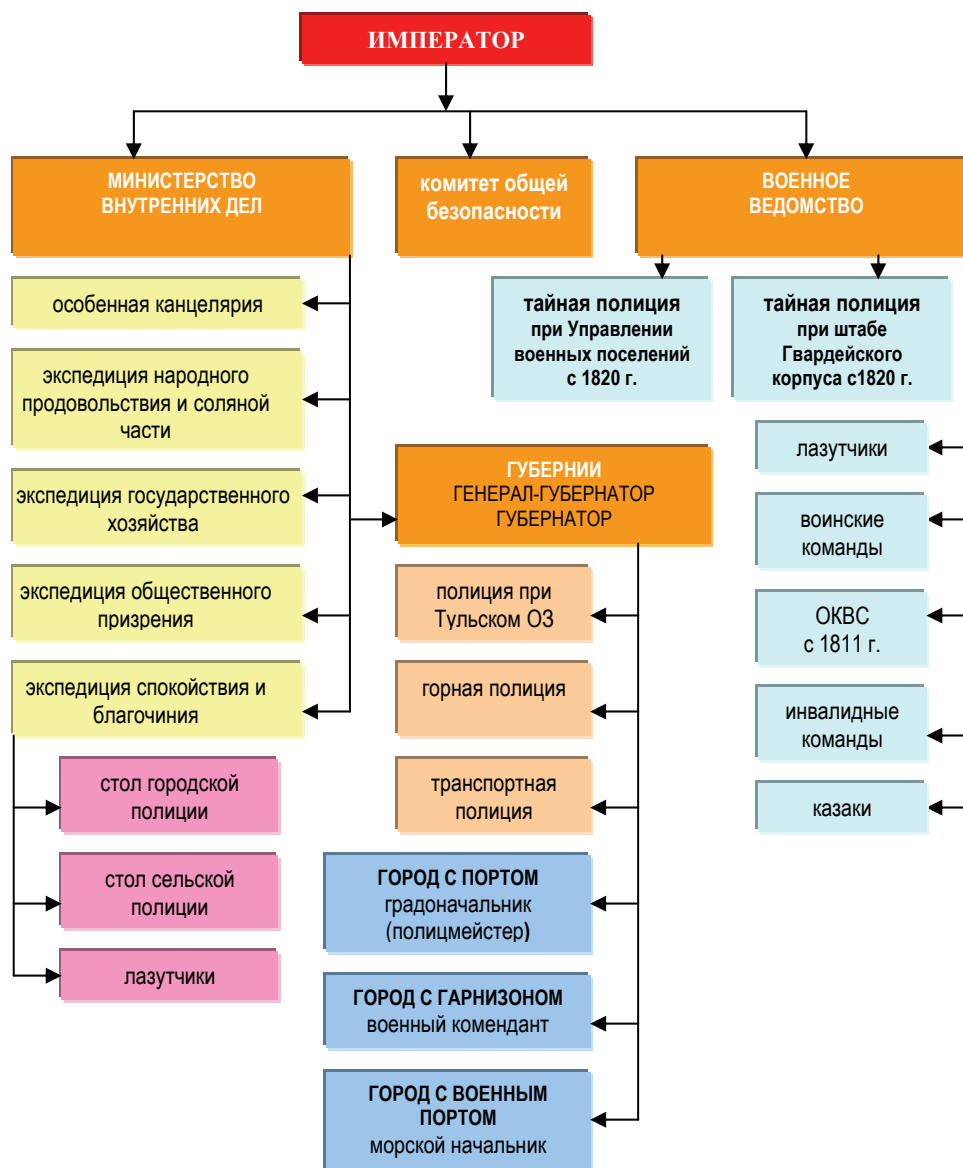 ИМПЕРАТОР
МИНИСТЕРСТВО
ВНУТРЕННИХ ДЕЛ
комитет общей
безопасности
ВОЕННОЕ
ВЕДОМСТВО
особенная канцелярия
экспедиция народного
продовольствия и соляной
части
экспедиция государственного
хозяйства
экспедиция общественного
призрения
экспедиция спокойствия и
благочиния
стол городской
полиции
стол сельской
полиции
лазутчики
ГУБЕРНИИ
ГЕНЕРАЛ-ГУБЕРНАТОР
ГУБЕРНАТОР
полиция при
Тульском ОЗ
горная полиция
транспортная
полиция
ГОРОД С ПОРТОМ
градоначальник
(полицмейстер)
ГОРОД С ГАРНИЗОНОМ
военный комендант
ГОРОД С ВОЕННЫМ
ПОРТОМ
морской начальник
тайная полиция
при Управлении
военных поселений
с 1820 г.
тайная полиция
при штабе
Гвардейского
корпуса с1820 г.
лазутчики
воинские
команды
ОКВС
с 1811 г.
инвалидные
команды
казаки